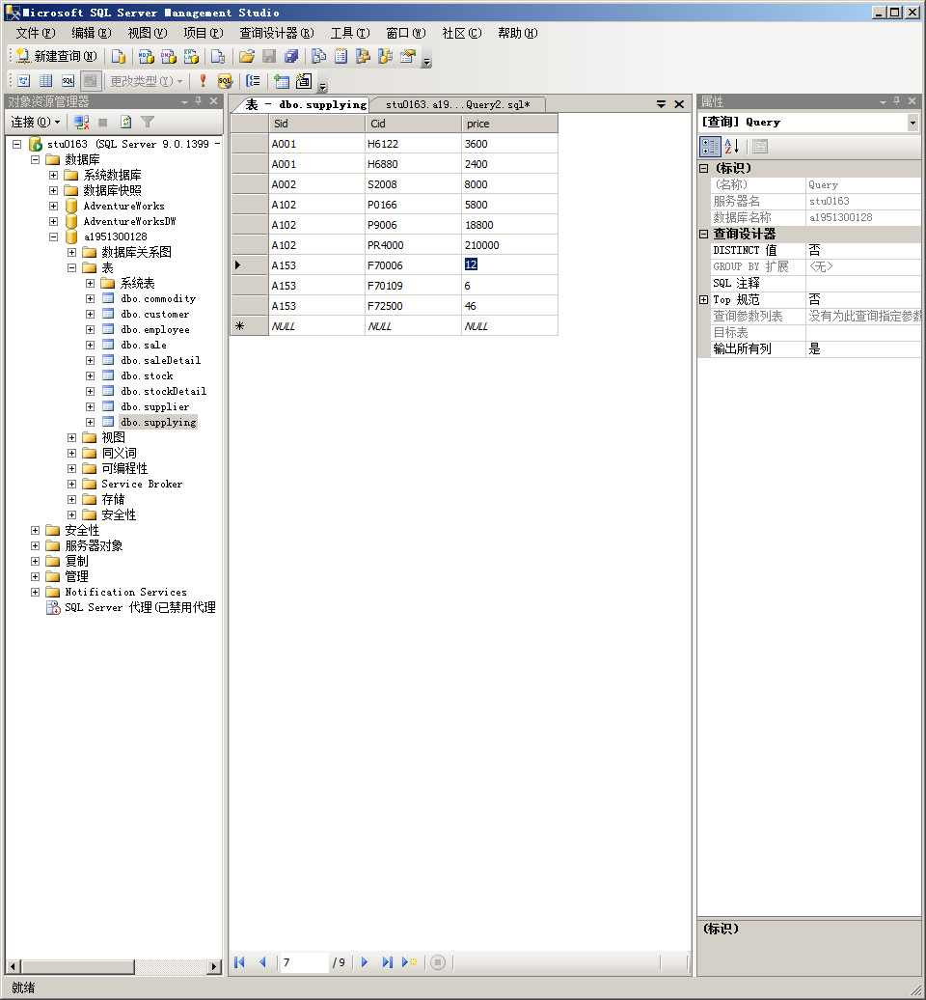 Microsoft SQL Server Management Studio
文件(F) 编辑(E) 视图(V) 项目(P) 查询设计器(R) 工具(T) 窗口(W) 社区(C) 帮助(H)
新建查询(N)
更改类型(Y)
对象资源管理器
连接(O)
stu0163 (SQL Server 9.0.1399 -
数据库
系统数据库
数据库快照
AdventureWorks
AdventureWorksDW
a1951300128
数据库关系图
表
系统表
dbo.commodity
dbo.customer
dbo.employee
dbo.sale
dbo.saleDetail
dbo.stock
dbo.stockDetail
dbo.supplier
dbo.supplying
视图
同义词
可编程性
Service Broker
存储
安全性
安全性
服务器对象
复制
管理
Notification Services
SQL Server 代理(已禁用代理
表 - dbo.supplying stu0163.a19...Query2.sql*
Sid Cid price
A001 H6122 3600
A001 H6880 2400
A002 S2008 8000
A102 P0166 5800
A102 P9006 18800
A102 PR4000 210000
A153 F70006 12
A153 F70109 6
A153 F72500 46
NULL NULL NULL
7 / 9
属性
[查询] Query
(标识)
(名称) Query
服务器名 stu0163
数据库名称 a1951300128
查询设计器
DISTINCT 值 否
GROUP BY 扩展 <无>
SQL 注释
Top 规范 否
查询参数列表 没有为此查询指定参数
目标表
输出所有列 是
(标识)
就绪